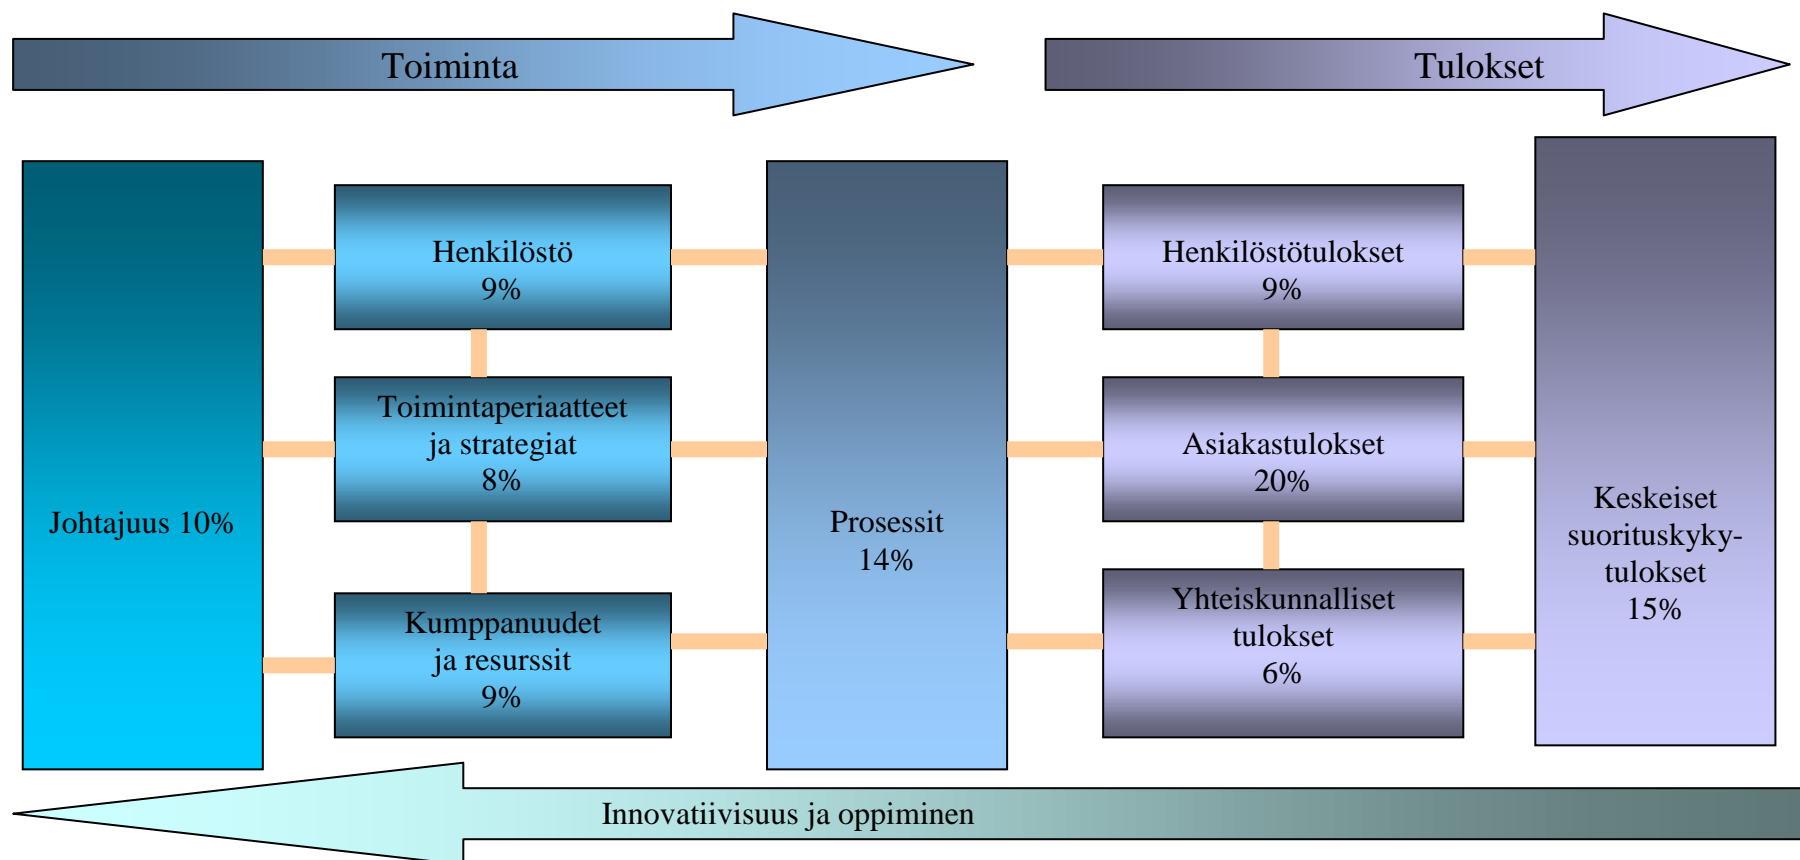 Toiminta
Tulokset
Johtajuus 10%
Henkilöstö
9%
Toimintaperiaatteet
ja strategiat
8%
Kumppanuudet
ja resurssit
9%
Prosessit
14%
Henkilöstötulokset
9%
Asiakastulokset
20%
Yhteiskunnalliset
tulokset
6%
Keskeiset
suorituskyky-
tulokset
15%
Innovatiivisuus ja oppiminen